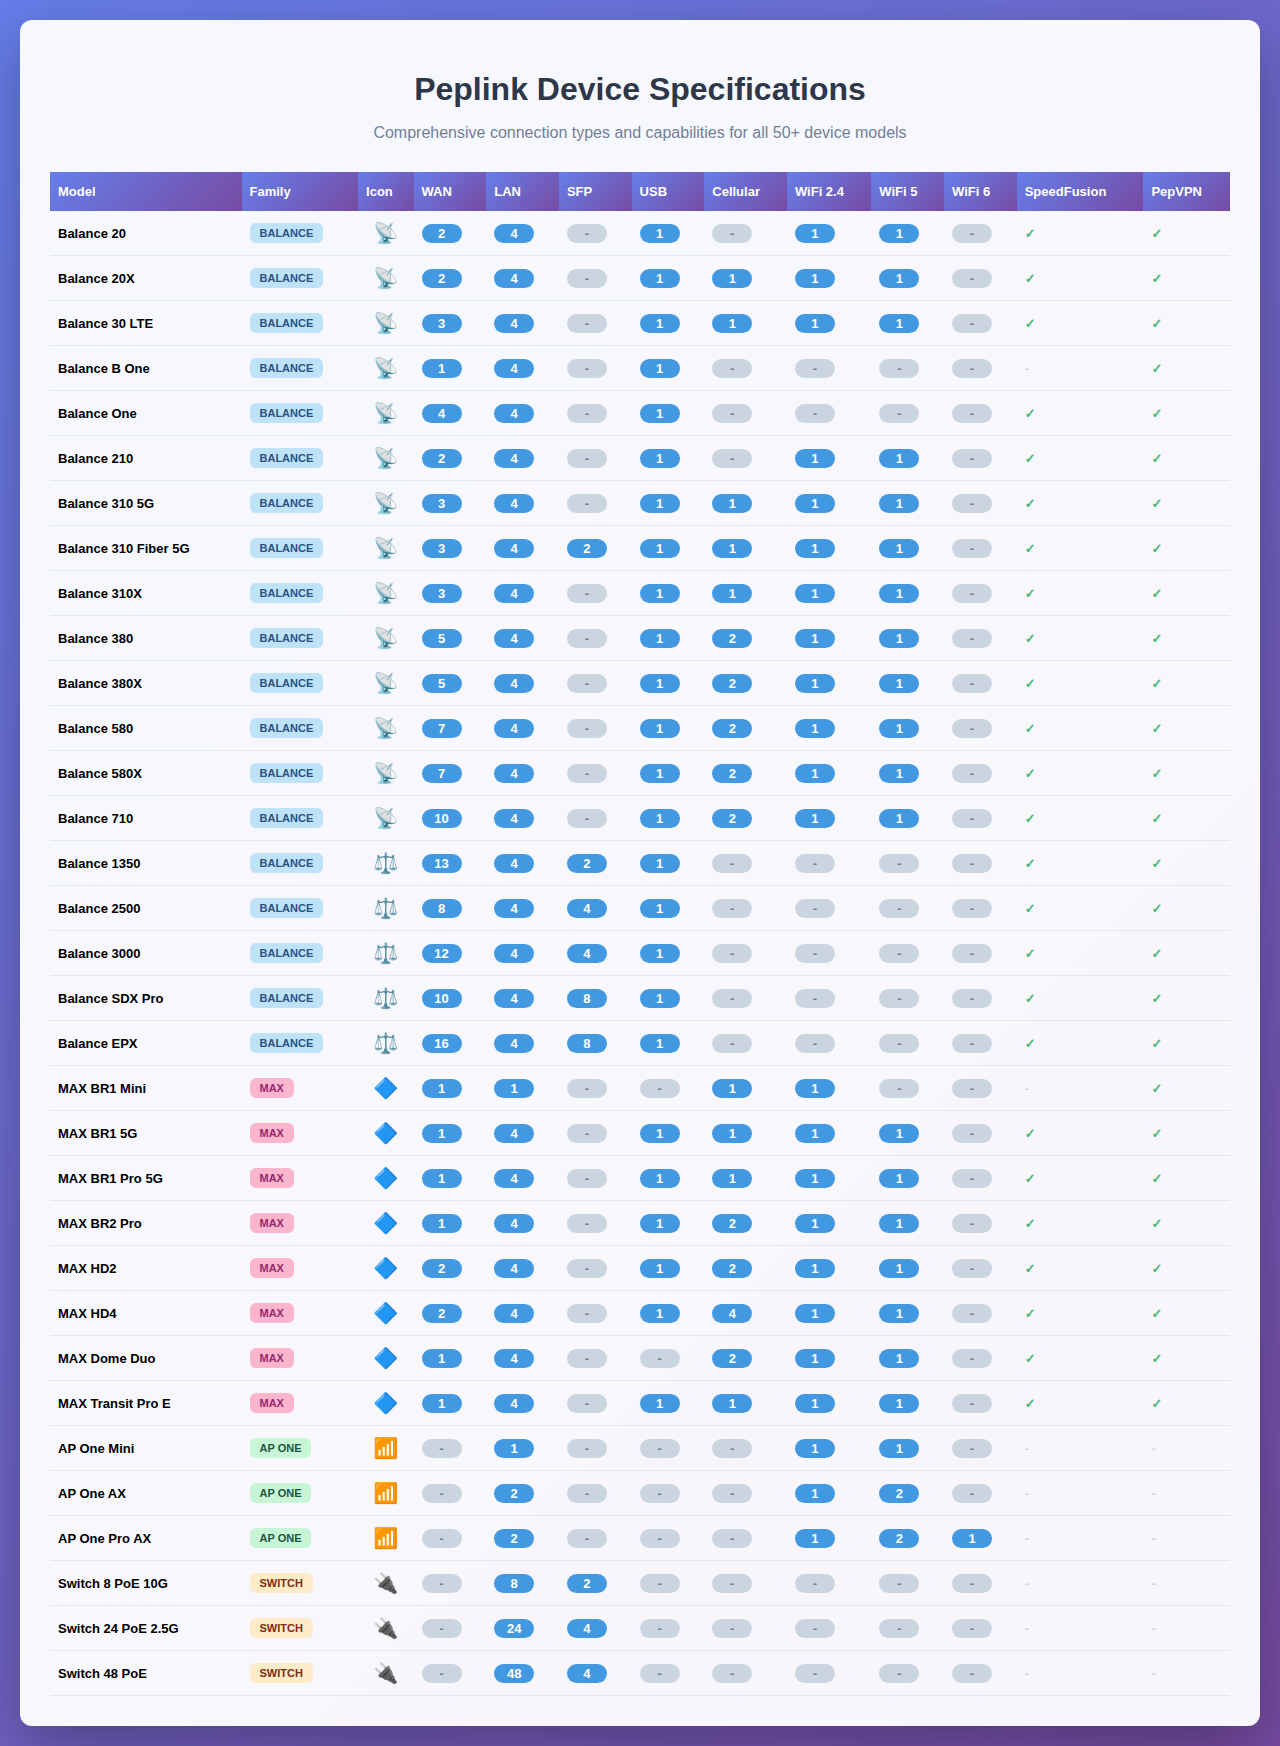 Peplink Device Specifications
Comprehensive connection types and capabilities for all 50+ device models
Model Family Icon WAN LAN SFP USB Cellular WiFi 2.4 WiFi 5 WiFi 6 SpeedFusion PepVPN
Balance 20 BALANCE 2 4 - 1 - 1 1 - ✓ ✓
Balance 20X BALANCE 2 4 - 1 1 1 1 - ✓ ✓
Balance 30 LTE BALANCE 3 4 - 1 1 1 1 - ✓ ✓
Balance B One BALANCE 1 4 - 1 - - - - - ✓
Balance One BALANCE 4 4 - 1 - - - - ✓ ✓
Balance 210 BALANCE 2 4 - 1 - 1 1 - ✓ ✓
Balance 310 5G BALANCE 3 4 - 1 1 1 1 - ✓ ✓
Balance 310 Fiber 5G BALANCE 3 4 2 1 1 1 1 - ✓ ✓
Balance 310X BALANCE 3 4 - 1 1 1 1 - ✓ ✓
Balance 380 BALANCE 5 4 - 1 2 1 1 - ✓ ✓
Balance 380X BALANCE 5 4 - 1 2 1 1 - ✓ ✓
Balance 580 BALANCE 7 4 - 1 2 1 1 - ✓ ✓
Balance 580X BALANCE 7 4 - 1 2 1 1 - ✓ ✓
Balance 710 BALANCE 10 4 - 1 2 1 1 - ✓ ✓
Balance 1350 BALANCE 13 4 2 1 - - - - ✓ ✓
Balance 2500 BALANCE 8 4 4 1 - - - - ✓ ✓
Balance 3000 BALANCE 12 4 4 1 - - - - ✓ ✓
Balance SDX Pro BALANCE 10 4 8 1 - - - - ✓ ✓
Balance EPX BALANCE 16 4 8 1 - - - - ✓ ✓
MAX BR1 Mini MAX 1 1 - - 1 1 - - - ✓
MAX BR1 5G MAX 1 4 - 1 1 1 1 - ✓ ✓
MAX BR1 Pro 5G MAX 1 4 - 1 1 1 1 - ✓ ✓
MAX BR2 Pro MAX 1 4 - 1 2 1 1 - ✓ ✓
MAX HD2 MAX 2 4 - 1 2 1 1 - ✓ ✓
MAX HD4 MAX 2 4 - 1 4 1 1 - ✓ ✓
MAX Dome Duo MAX 1 4 - - 2 1 1 - ✓ ✓
MAX Transit Pro E MAX 1 4 - 1 1 1 1 - ✓ ✓
AP One Mini AP ONE - 1 - - - 1 1 - - -
AP One AX AP ONE - 2 - - - 1 2 - - -
AP One Pro AX AP ONE - 2 - - - 1 2 1 - -
Switch 8 PoE 10G SWITCH - 8 2 - - - - - - -
Switch 24 PoE 2.5G SWITCH - 24 4 - - - - - - -
Switch 48 PoE SWITCH - 48 4 - - - - - - -